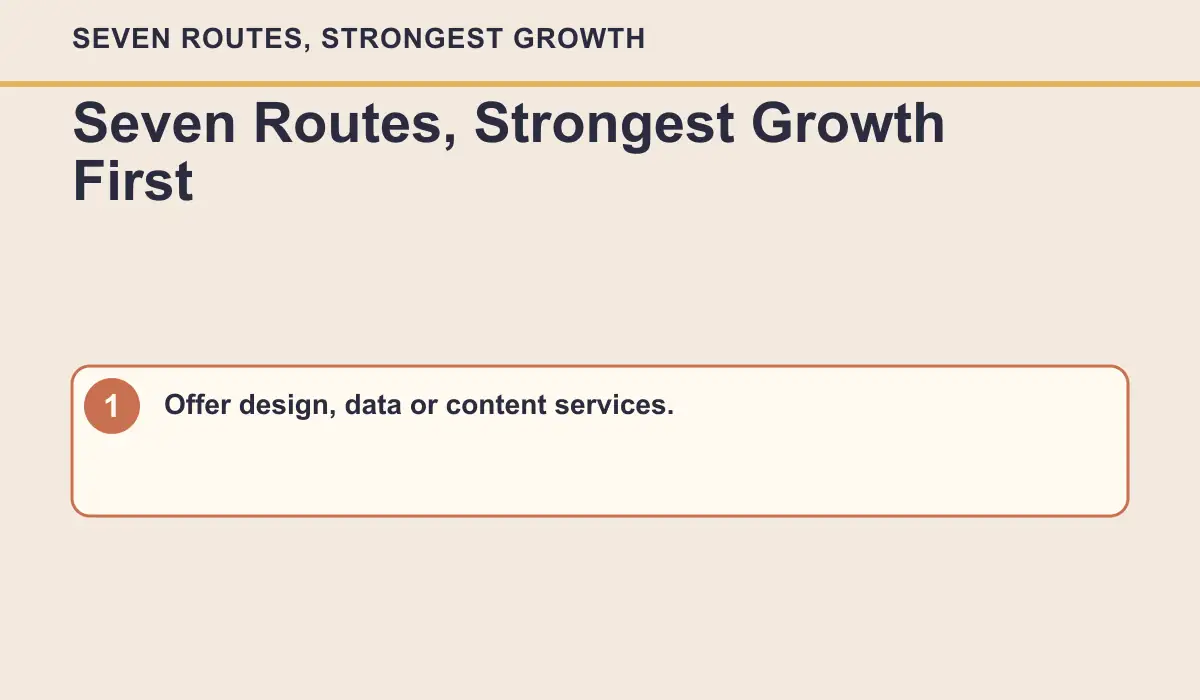 SEVEN ROUTES, STRONGEST GROWTH
Seven Routes, Strongest Growth
First
1
Offer design, data or content services.